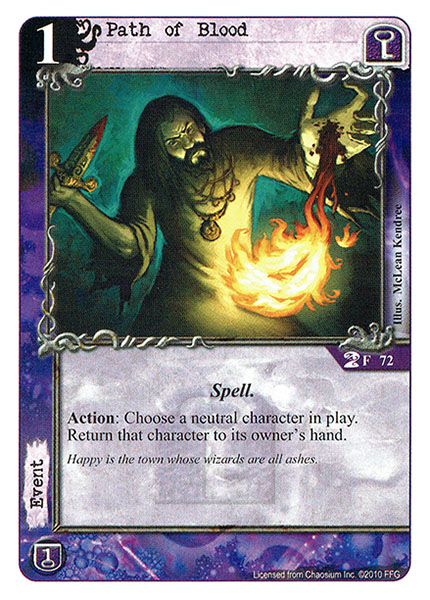 1
Path of Blood
Illus. McLean Kendree
F 72
Spell.
Action: Choose a neutral character in play.
Return that character to its owner's hand.
Happy is the town whose wizards are all ashes.
Event
1
Licensed from Chaosium Inc. ©2010 FFG